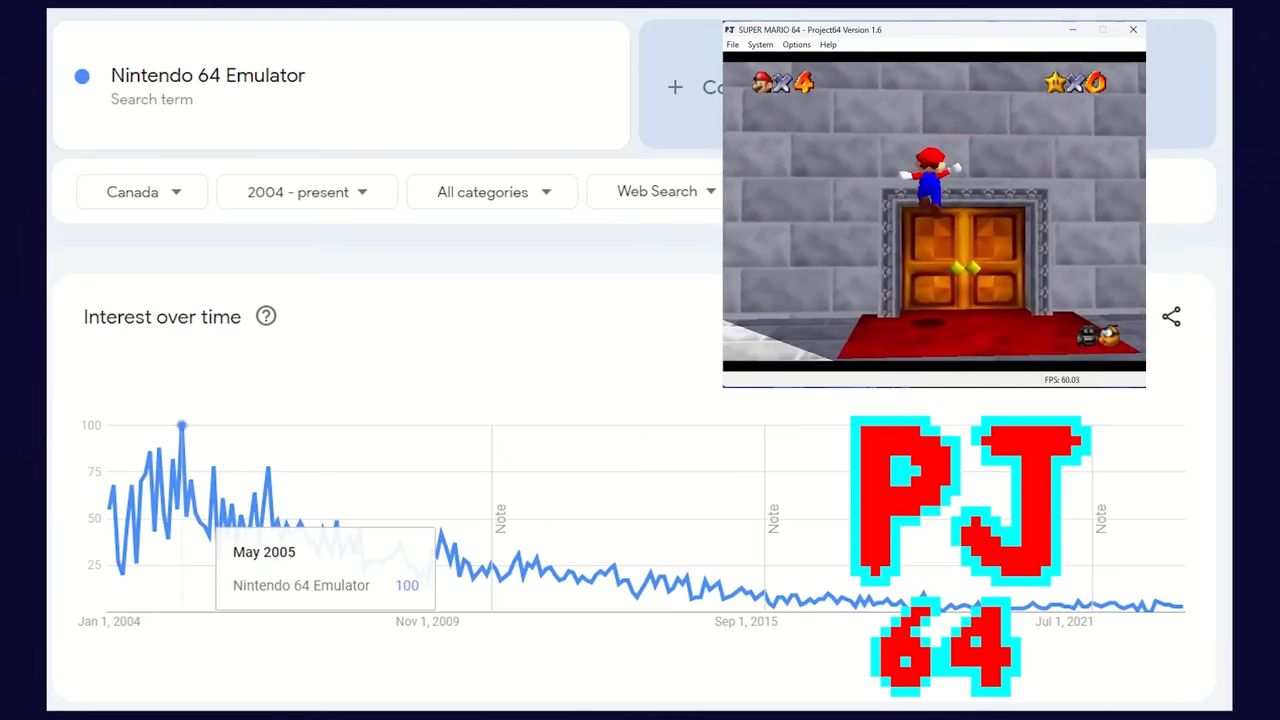 Nintendo 64 Emulator
Search term
+ Co
SUPER MARIO 64 - Project64 Version 1.6
File System Options Help
×4
×0
FPS: 60.03
Canada
2004 - present
All categories
Web Search
Interest over time
?
100
75
50
25
Note
Note
Note
May 2005
Nintendo 64 Emulator 100
Jan 1, 2004
Nov 1, 2009
Sep 1, 2015
Jul 1, 2021
PJ
64